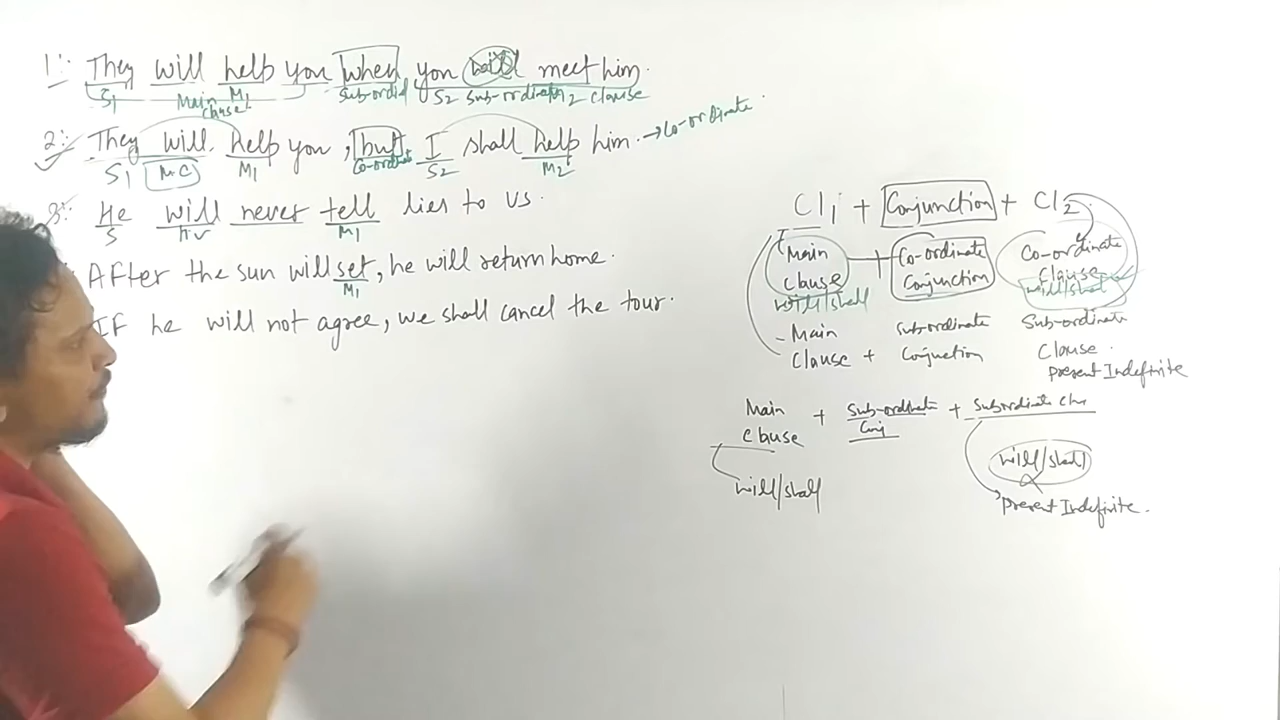 1:- They will help you when you will meet him.
S1 Main clause M1 sub-ordi S2 sub-ordinate M2 clause
2:- They will help you, but I shall help him. → Co-ordinate
S1 M.C M1 Co-ordinat S2 M2
3:- He will never tell lies to us.
S H.V M1
After the sun will set, he will return home.
M1
If he will not agree, we shall cancel the tour.
Cl1 + Conjunction + Cl2
Main clause + Co-ordinate Conjunction Co-ordinate Clause
will/shall will/shall
- Main Clause + sub-ordinate Conjuction Sub-ordinate Clause.
present Indefinite
Main clause + Sub-ordinate Conj + Subordinate Clas
will/shall
will/shall
present Indefinite.